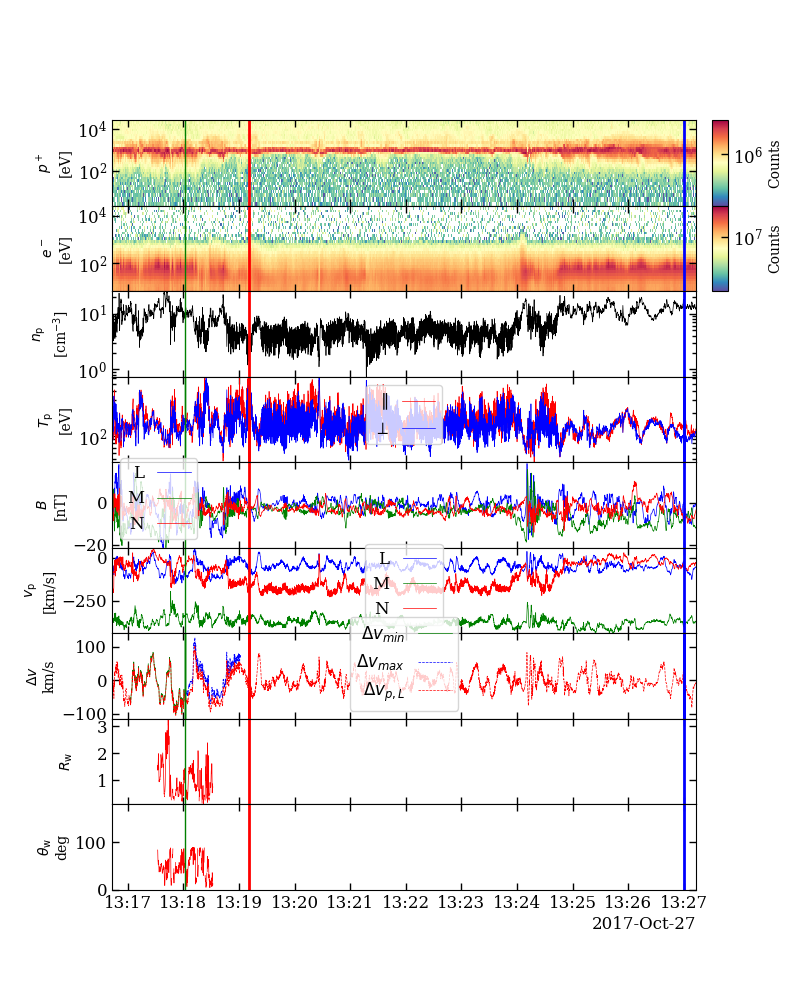 10⁴
10²
p⁺
[eV]
10⁶
Counts
10⁴
10²
e⁻
[eV]
10⁷
Counts
10¹
10⁰
nₚ
[cm⁻³]
10²
Tₚ
[eV]
∥
⊥
0
−20
B
[nT]
L
M
N
0
−250
vₚ
[km/s]
L
M
N
100
0
−100
Δv
km/s
Δv_min
Δv_max
Δv_p,L
3
2
1
R_w
100
0
θ_w
deg
13:17 13:18 13:19 13:20 13:21 13:22 13:23 13:24 13:25 13:26 13:27
2017-Oct-27